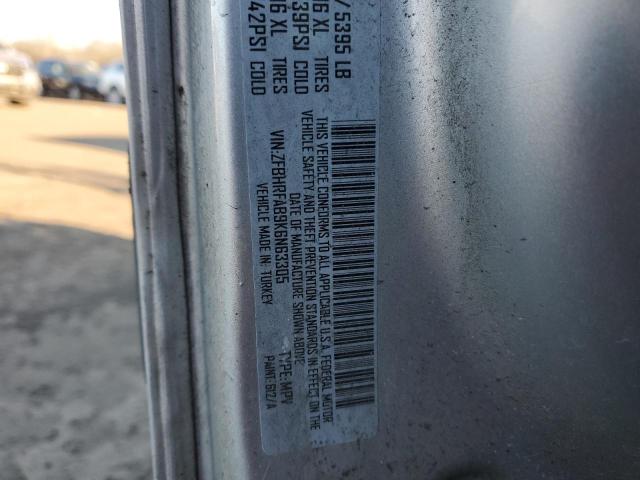 / 5395 LB
16 XL TIRES
39PSI COLD
16 XL TIRES
42PSI COLD
THIS VEHICLE CONFORMS TO ALL APPLICABLE U.S.A. FEDERAL MOTOR
VEHICLE SAFETY AND THEFT PREVENTION STANDARDS IN EFFECT ON THE
DATE OF MANUFACTURE SHOWN ABOVE
VIN:ZFBHRFAB9K6N63305 TYPE:MPV
VEHICLE MADE IN: TURKEY PAINT:612/A